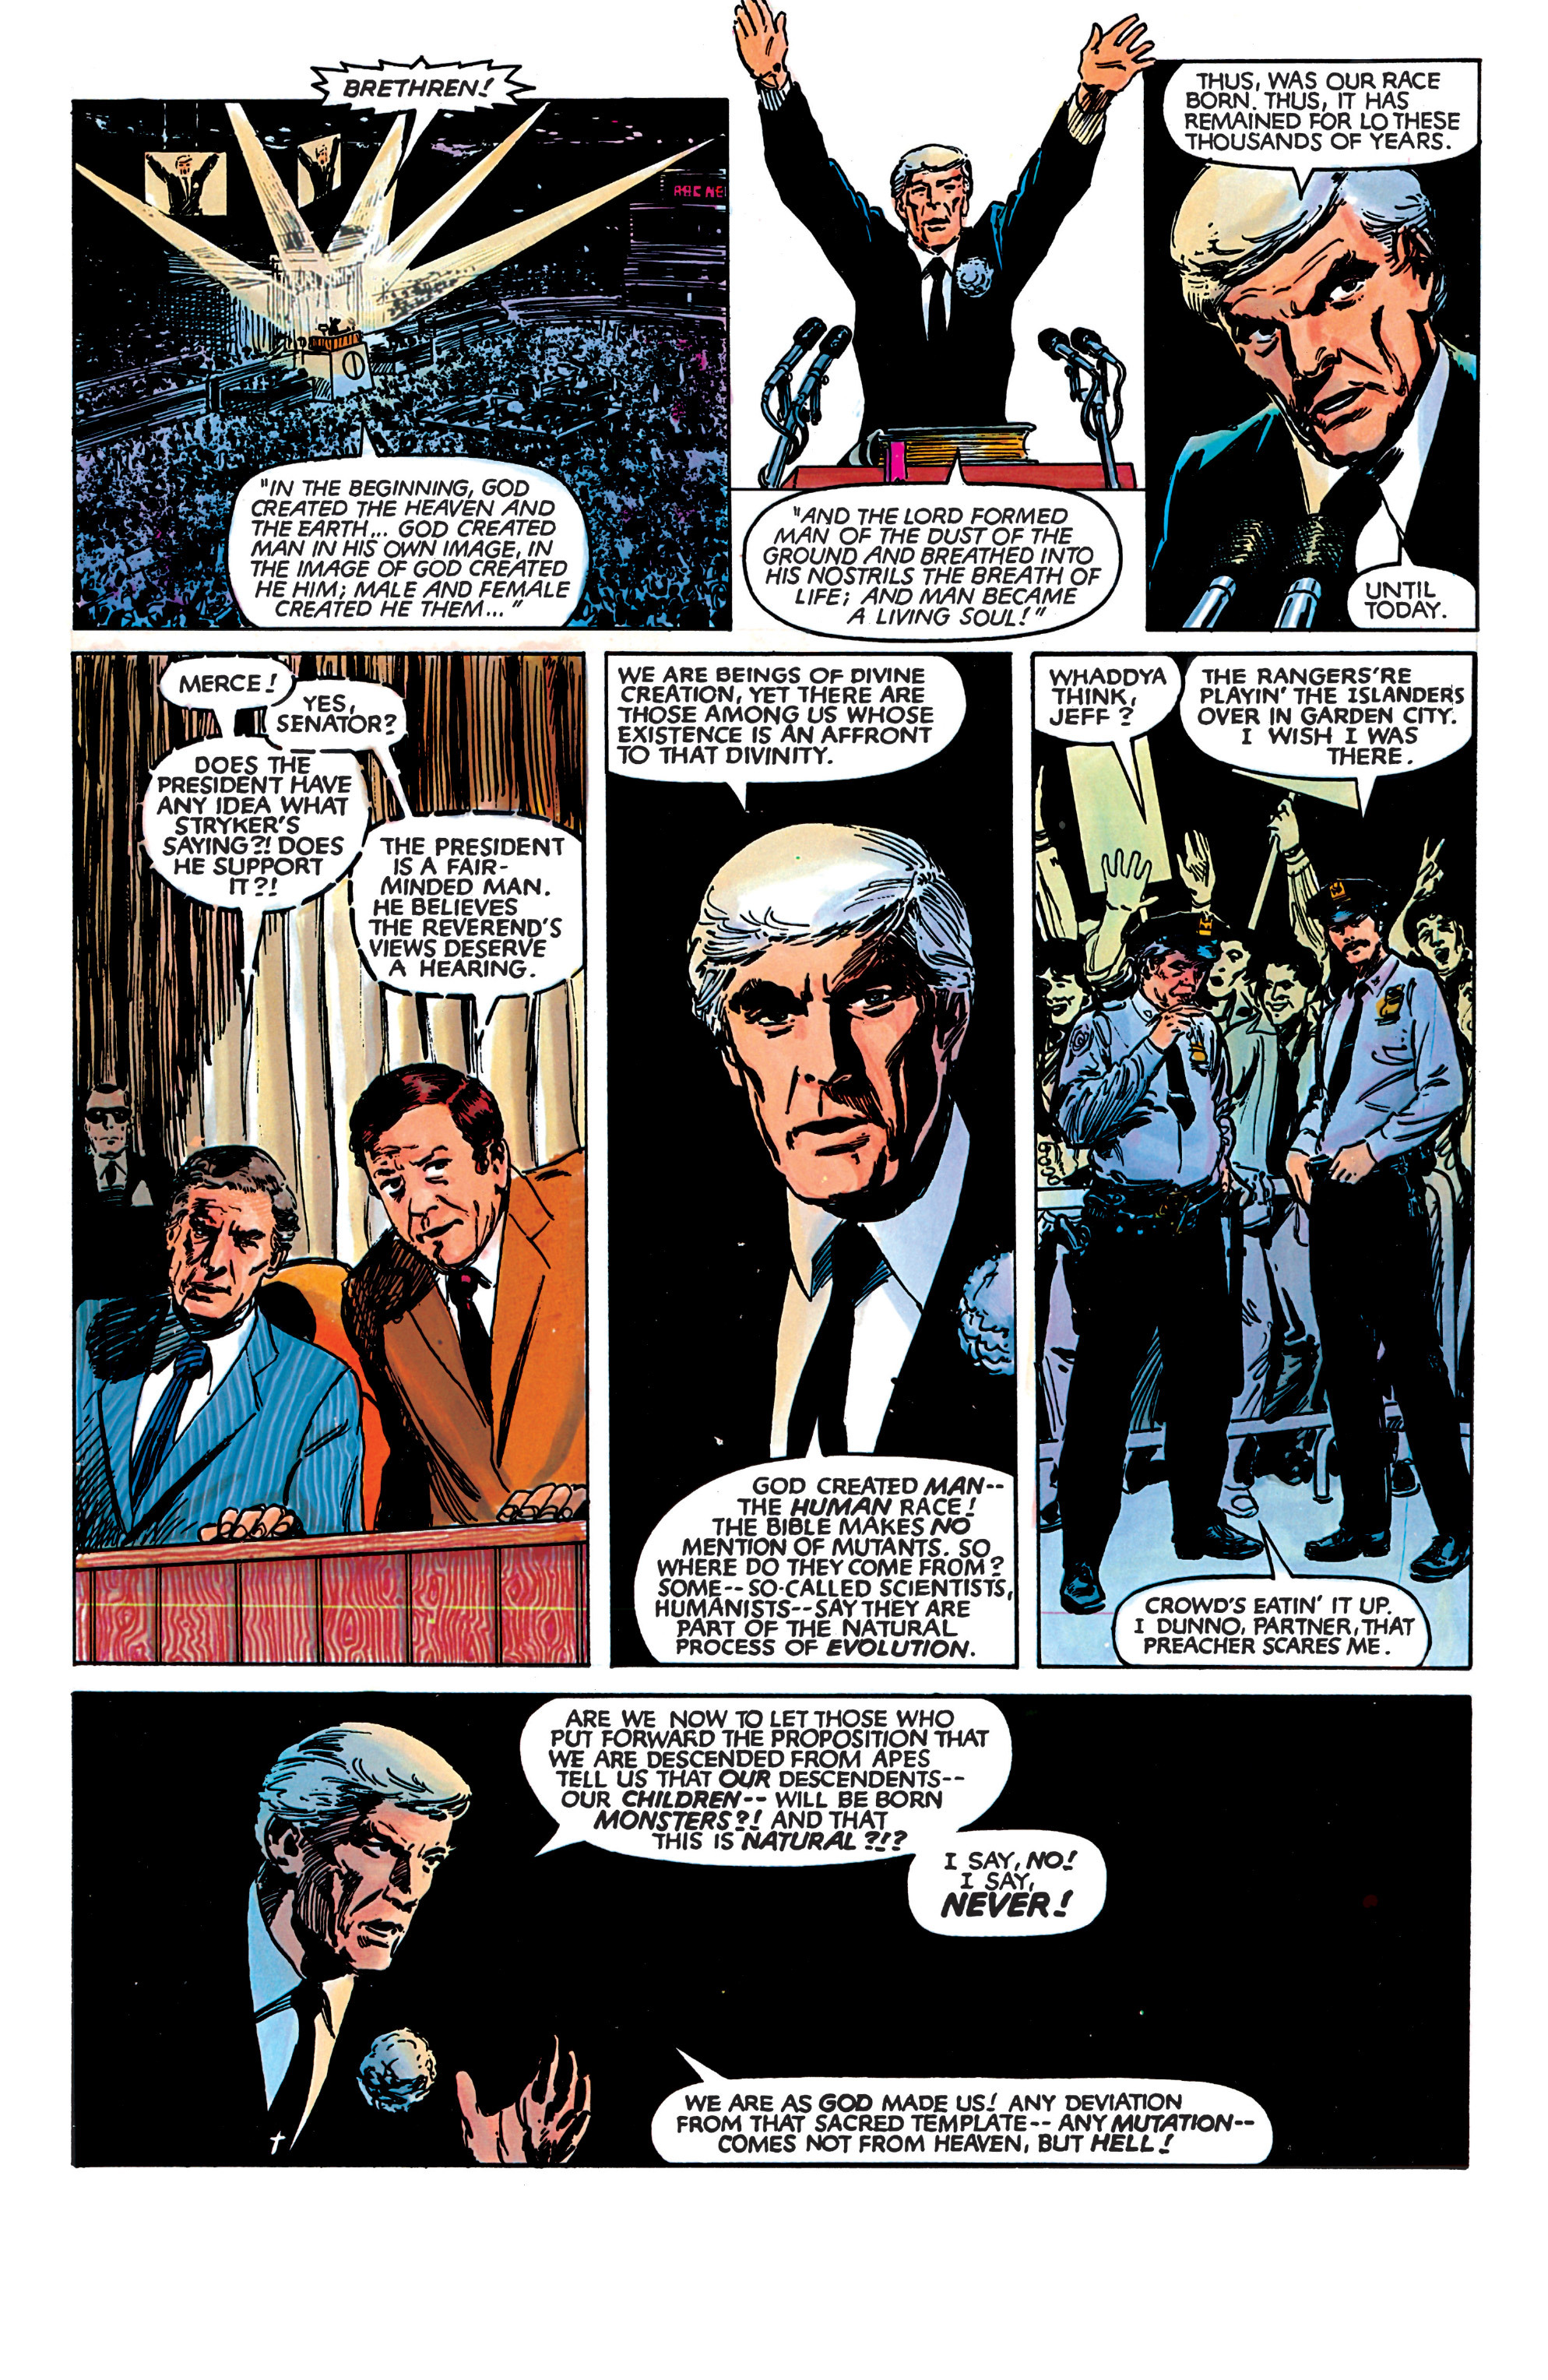 BRETHREN!
"IN THE BEGINNING, GOD
CREATED THE HEAVEN AND
THE EARTH... GOD CREATED
MAN IN HIS OWN IMAGE, IN
THE IMAGE OF GOD CREATED
HE HIM; MALE AND FEMALE
CREATED HE THEM..."
"AND THE LORD FORMED
MAN OF THE DUST OF THE
GROUND AND BREATHED INTO
HIS NOSTRILS THE BREATH OF
LIFE; AND MAN BECAME
A LIVING SOUL!"
THUS, WAS OUR RACE
BORN. THUS, IT HAS
REMAINED FOR LO THESE
THOUSANDS OF YEARS.
UNTIL
TODAY.
MERCE!
YES,
SENATOR?
DOES THE
PRESIDENT HAVE
ANY IDEA WHAT
STRYKER'S
SAYING?! DOES
HE SUPPORT
IT?!
THE PRESIDENT
IS A FAIR-
MINDED MAN.
HE BELIEVES
THE REVEREND'S
VIEWS DESERVE
A HEARING.
WE ARE BEINGS OF DIVINE
CREATION, YET THERE ARE
THOSE AMONG US WHOSE
EXISTENCE IS AN AFFRONT
TO THAT DIVINITY.
GOD CREATED MAN--
THE HUMAN RACE!
THE BIBLE MAKES NO
MENTION OF MUTANTS. SO
WHERE DO THEY COME FROM?
SOME-- SO-CALLED SCIENTISTS,
HUMANISTS-- SAY THEY ARE
PART OF THE NATURAL
PROCESS OF EVOLUTION.
WHADDYA
THINK,
JEFF?
THE RANGERS'RE
PLAYIN' THE ISLANDERS
OVER IN GARDEN CITY.
I WISH I WAS
THERE.
CROWD'S EATIN' IT UP.
I DUNNO, PARTNER, THAT
PREACHER SCARES ME.
ARE WE NOW TO LET THOSE WHO
PUT FORWARD THE PROPOSITION THAT
WE ARE DESCENDED FROM APES
TELL US THAT OUR DESCENDENTS--
OUR CHILDREN-- WILL BE BORN
MONSTERS?! AND THAT
THIS IS NATURAL?!?
I SAY, NO!
I SAY,
NEVER!
WE ARE AS GOD MADE US! ANY DEVIATION
FROM THAT SACRED TEMPLATE-- ANY MUTATION--
COMES NOT FROM HEAVEN, BUT HELL!